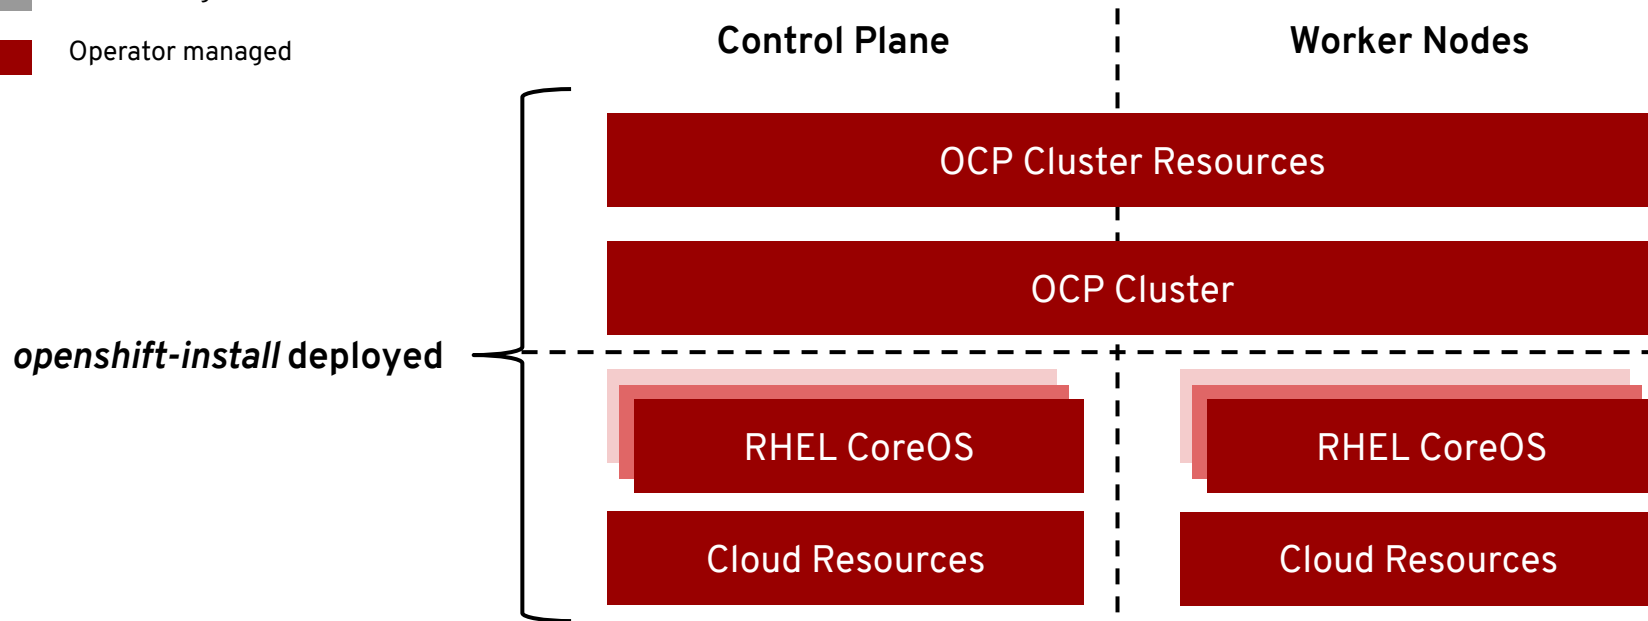 Operator managed
Control Plane
Worker Nodes
OCP Cluster Resources
OCP Cluster
openshift-install deployed
RHEL CoreOS
RHEL CoreOS
Cloud Resources
Cloud Resources